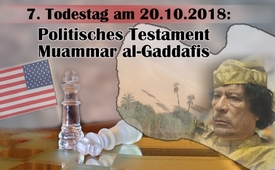 7. Todestag am 20.10.2018:
Politisches Testament
Muammar al-Gaddafis